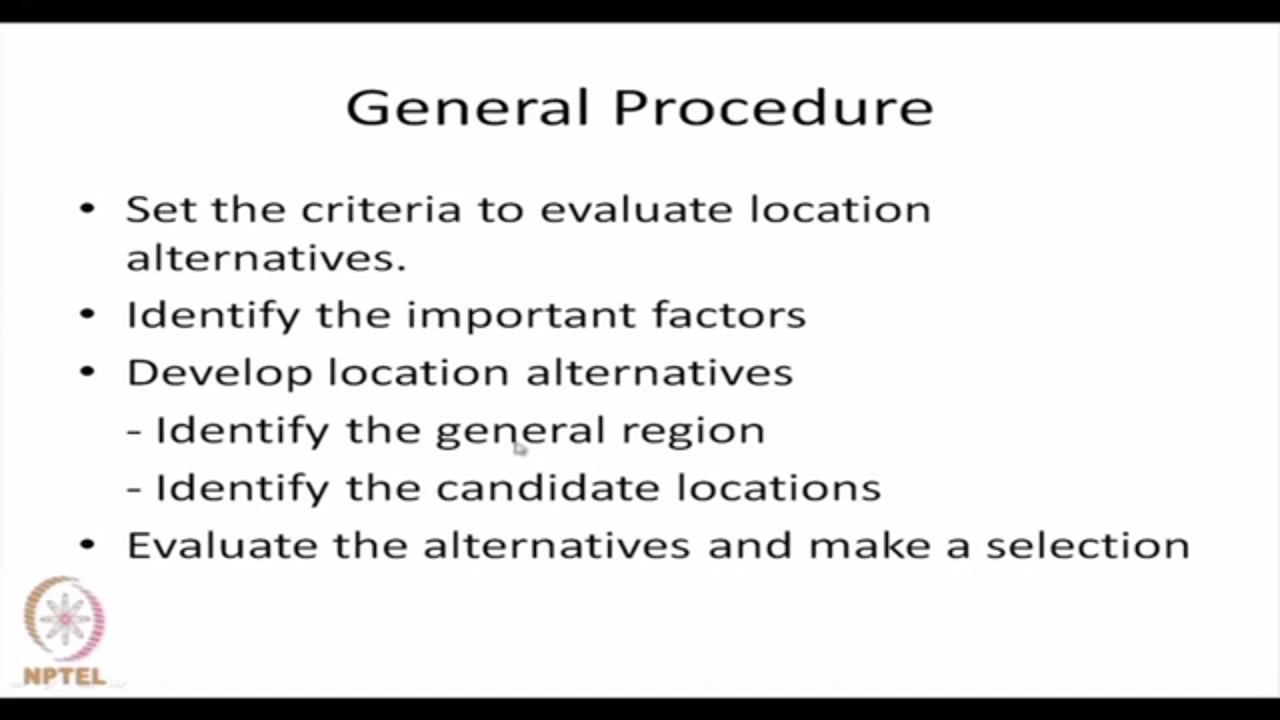 General Procedure
• Set the criteria to evaluate location
alternatives.
• Identify the important factors
• Develop location alternatives
- Identify the general region
- Identify the candidate locations
• Evaluate the alternatives and make a selection
NPTEL